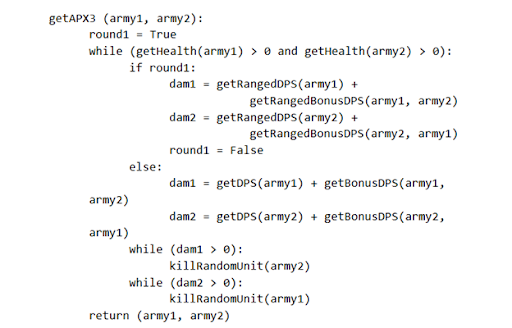 getAPX3 (army1, army2):
round1 = True
while (getHealth(army1) > 0 and getHealth(army2) > 0):
if round1:
dam1 = getRangedDPS(army1) +
getRangedBonusDPS(army1, army2)
dam2 = getRangedDPS(army2) +
getRangedBonusDPS(army2, army1)
round1 = False
else:
dam1 = getDPS(army1) + getBonusDPS(army1,
army2)
dam2 = getDPS(army2) + getBonusDPS(army2,
army1)
while (dam1 > 0):
killRandomUnit(army2)
while (dam2 > 0):
killRandomUnit(army1)
return (army1, army2)